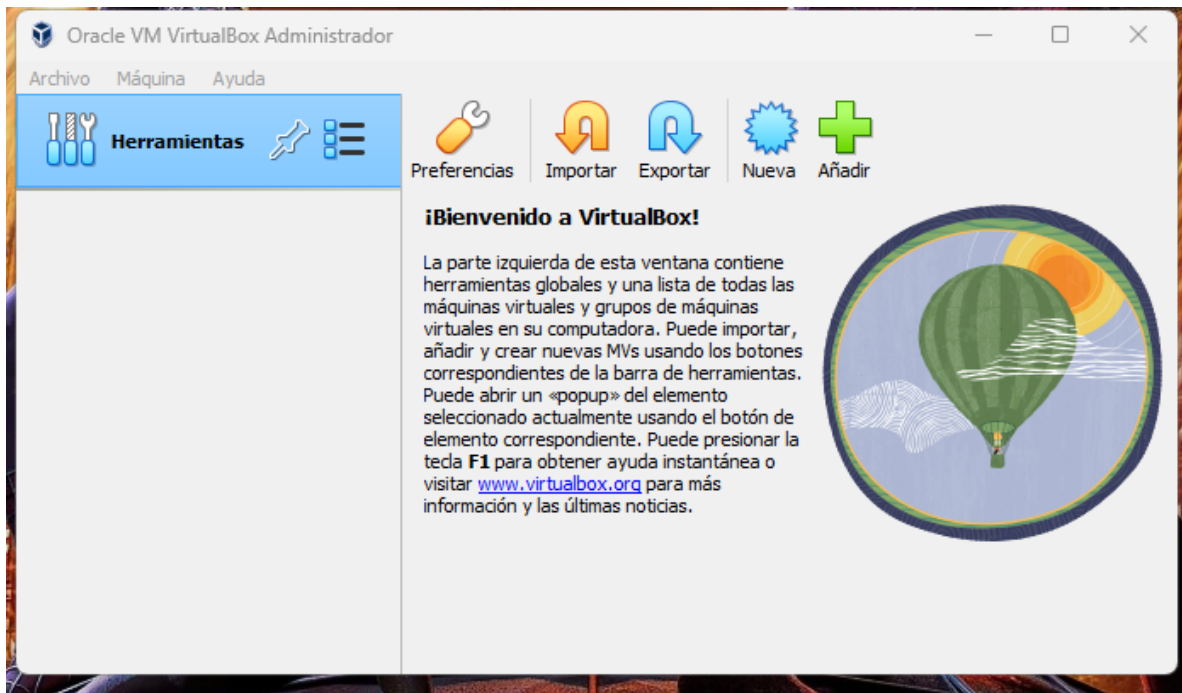 Oracle VM VirtualBox Administrador
Archivo Máquina Ayuda
Herramientas
Preferencias Importar Exportar Nueva Añadir
¡Bienvenido a VirtualBox!
La parte izquierda de esta ventana contiene
herramientas globales y una lista de todas las
máquinas virtuales y grupos de máquinas
virtuales en su computadora. Puede importar,
añadir y crear nuevas MVs usando los botones
correspondientes de la barra de herramientas.
Puede abrir un «popup» del elemento
seleccionado actualmente usando el botón de
elemento correspondiente. Puede presionar la
tecla F1 para obtener ayuda instantánea o
visitar www.virtualbox.org para más
información y las últimas noticias.